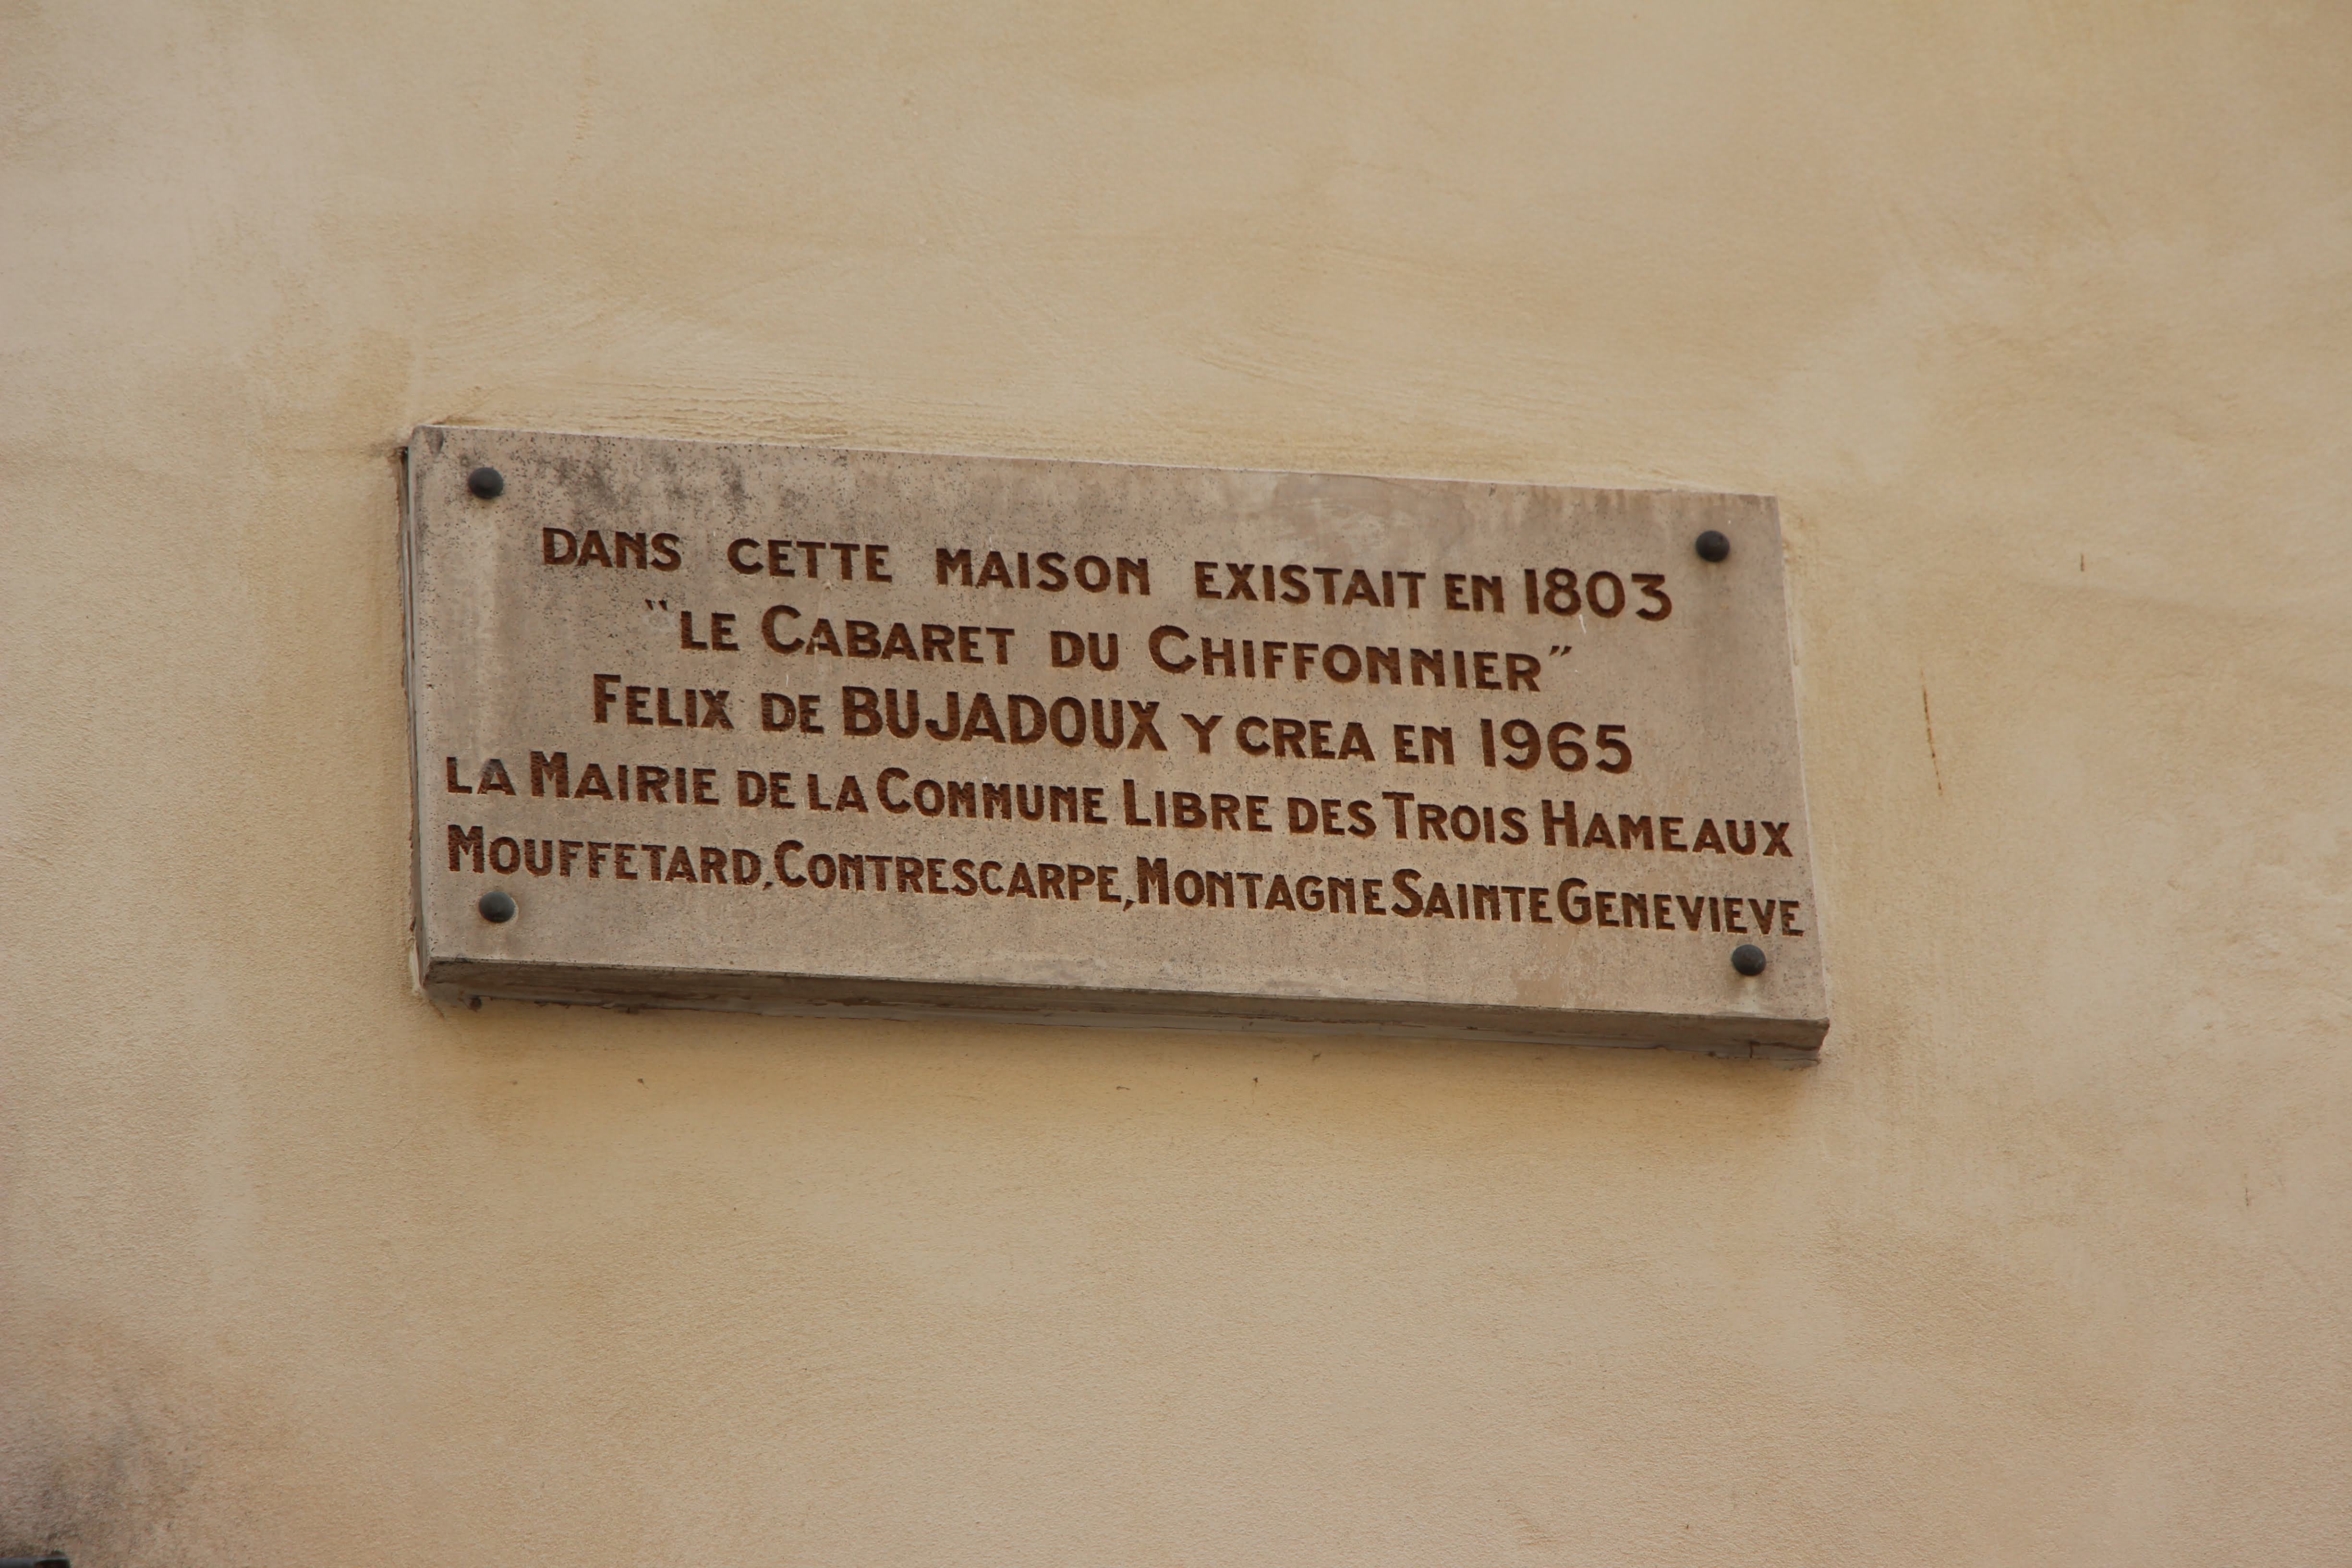 DANS CETTE MAISON EXISTAIT EN 1803
"LE CABARET DU CHIFFONNIER"
FELIX DE BUJADOUX Y CREA EN 1965
LA MAIRIE DE LA COMMUNE LIBRE DES TROIS HAMEAUX
MOUFFETARD, CONTRESCARPE, MONTAGNE SAINTE GENEVIEVE